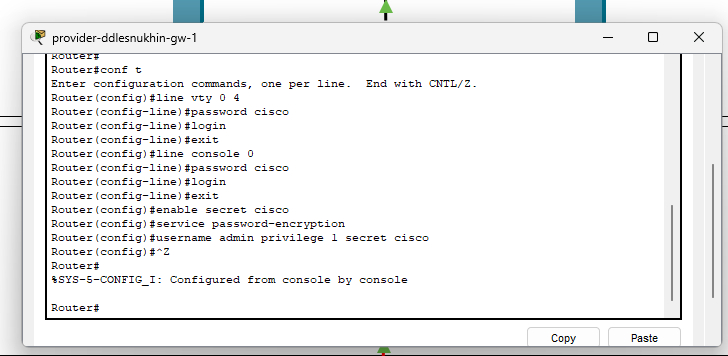 provider-ddlesnukhin-gw-1
Router#
Router#conf t
Enter configuration commands, one per line.  End with CNTL/Z.
Router(config)#line vty 0 4
Router(config-line)#password cisco
Router(config-line)#login
Router(config-line)#exit
Router(config)#line console 0
Router(config-line)#password cisco
Router(config-line)#login
Router(config-line)#exit
Router(config)#enable secret cisco
Router(config)#service password-encryption
Router(config)#username admin privilege 1 secret cisco
Router(config)#^Z
Router#
%SYS-5-CONFIG_I: Configured from console by console
Router#
Copy Paste